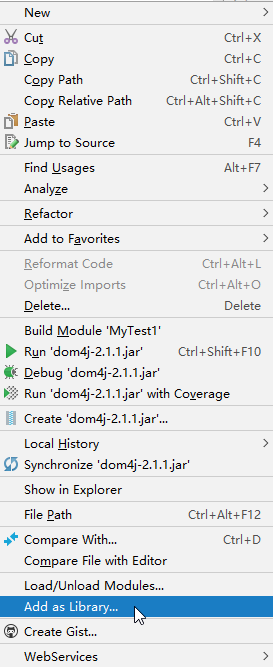 New
Cut Ctrl+X
Copy Ctrl+C
Copy Path Ctrl+Shift+C
Copy Relative Path Ctrl+Alt+Shift+C
Paste Ctrl+V
Jump to Source F4
Find Usages Alt+F7
Analyze
Refactor
Add to Favorites
Reformat Code Ctrl+Alt+L
Optimize Imports Ctrl+Alt+O
Delete... Delete
Build Module 'MyTest1'
Run 'dom4j-2.1.1.jar' Ctrl+Shift+F10
Debug 'dom4j-2.1.1.jar'
Run 'dom4j-2.1.1.jar' with Coverage
Create 'dom4j-2.1.1.jar'...
Local History
Synchronize 'dom4j-2.1.1.jar'
Show in Explorer
File Path Ctrl+Alt+F12
Compare With... Ctrl+D
Compare File with Editor
Load/Unload Modules...
Add as Library...
Create Gist...
WebServices